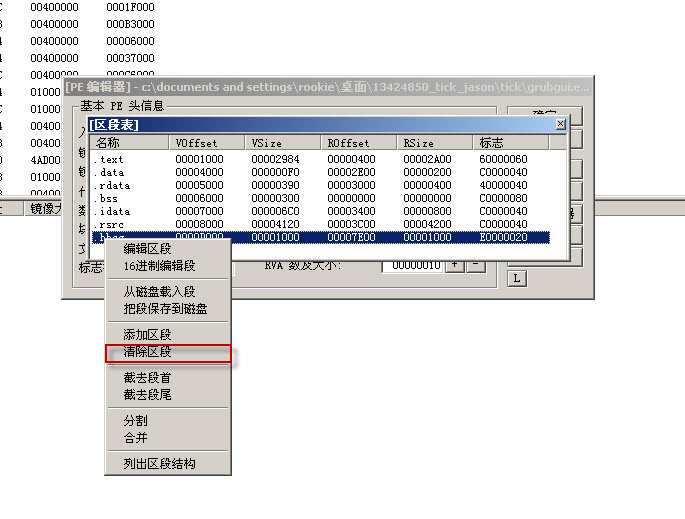 00400000 0001F000
00400000 000B3000
00400000 00006000
00400000 00037000
00400000
01000
01000
00400
00400
4AD00
01000
00400
镜像大
[PE 编辑器] - c:\documents and settings\rookie\桌面\13424850_tick_jason\tick\grubgui.e...
基本 PE 头信息
[区段表]
名称 VOffset VSize ROffset RSize 标志
.text 00001000 00002984 00000400 00002A00 60000060
.data 00004000 000000F0 00002E00 00000200 C0000040
.rdata 00005000 00000390 00003000 00000400 40000040
.bss 00006000 00000300 00000000 00000000 C0000080
.idata 00007000 000006C0 00003400 00000800 C0000040
.rsrc 00008000 00004120 00003C00 00004200 C0000040
00001000 00007E00 00001000 E0000020
标志 RVA 数及大小: 00000010 + -
L
编辑区段
16进制编辑段
从磁盘载入段
把段保存到磁盘
添加区段
清除区段
截去段首
截去段尾
分割
合并
列出区段结构